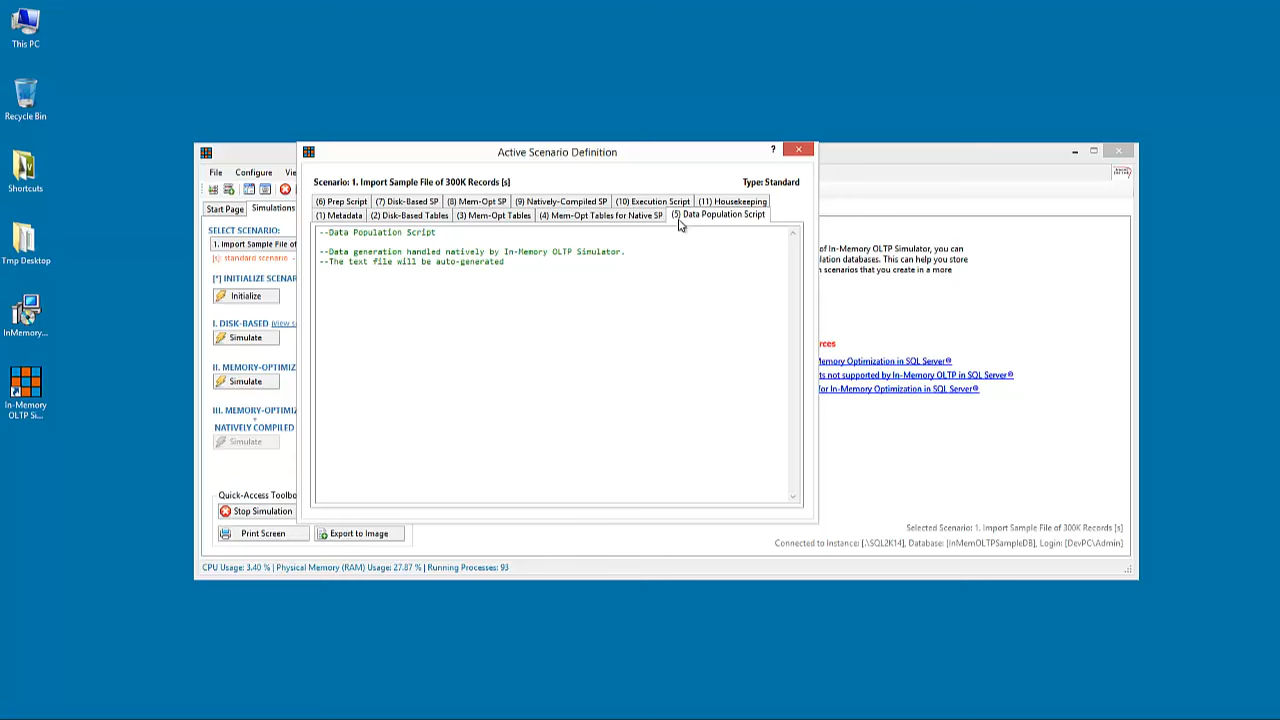 This PC
Recycle Bin
Shortcuts
Tmp Desktop
InMemory...
In-Memory
OLTP Si...
Active Scenario Definition
?
Scenario: 1. Import Sample File of 300K Records [s]
Type: Standard
(6) Prep Script
(7) Disk-Based SP
(8) Mem-Opt SP
(9) Natively-Compiled SP
(10) Execution Script
(11) Housekeeping
(1) Metadata
(2) Disk-Based Tables
(3) Mem-Opt Tables
(4) Mem-Opt Tables for Native SP
(5) Data Population Script
--Data Population Script
--Data generation handled natively by In-Memory OLTP Simulator.
--The text file will be auto-generated
File
Configure
Vi
Start Page
Simulations
SELECT SCENARIO:
1. Import Sample File of
[s]: standard scenario -
[*] INITIALIZE SCENAR
Initialize
I. DISK-BASED (view s
Simulate
II. MEMORY-OPTIMIZ
Simulate
III. MEMORY-OPTIMIZ
+
NATIVELY COMPILED
Simulate
Quick-Access Toolbo
Stop Simulation
Print Screen
Export to Image
of In-Memory OLTP Simulator, you can
lation databases. This can help you store
n scenarios that you create in a more
rces
Memory Optimization in SQL Server®
ts not supported by In-Memory OLTP in SQL Server®
for In-Memory Optimization in SQL Server®
Selected Scenario: 1. Import Sample File of 300K Records [s]
Connected to Instance: [.\SQL2K14], Database: [InMemOLTPSampleDB], Login: [DevPC\Admin]
CPU Usage: 3.40 % | Physical Memory (RAM) Usage: 27.87 % | Running Processes: 93